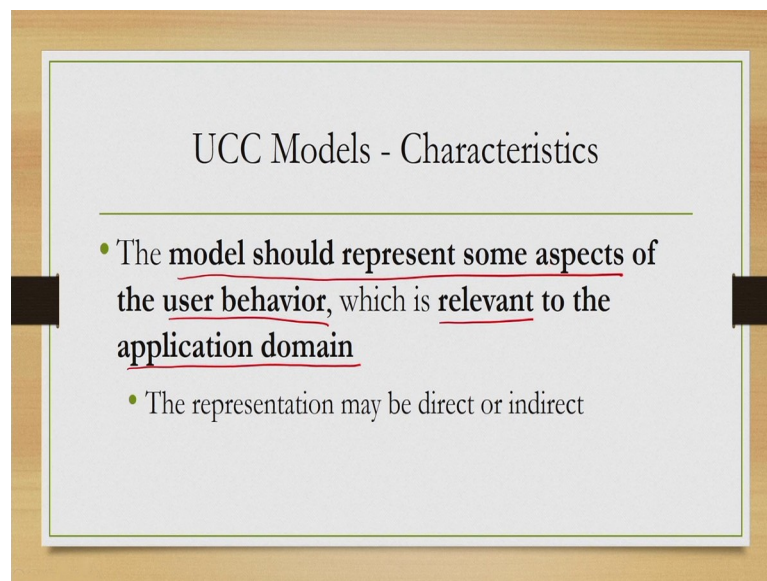 UCC Models - Characteristics
• The model should represent some aspects of
the user behavior, which is relevant to the
application domain
• The representation may be direct or indirect